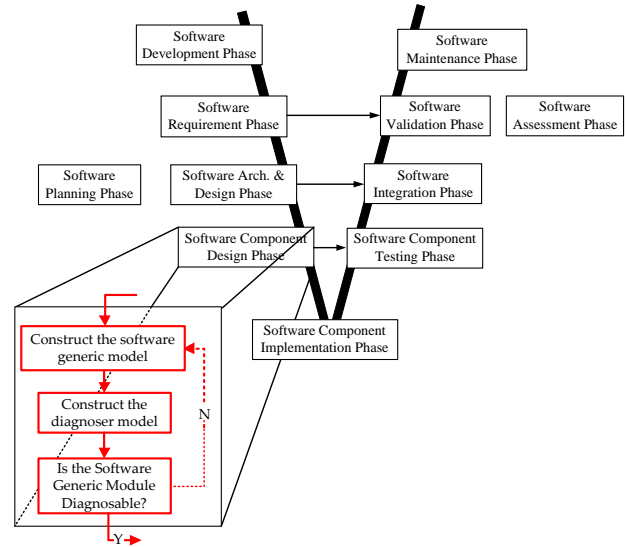 Software
Development Phase
Software
Maintenance Phase
Software
Requirement Phase
Software
Validation Phase
Software
Assessment Phase
Software
Planning Phase
Software Arch. &
Design Phase
Software
Integration Phase
Software Component
Design Phase
Software Component
Testing Phase
Software Component
Implementation Phase
Construct the software
generic model
Construct the
diagnoser model
N
Is the Software
Generic Module
Diagnosable?
Y